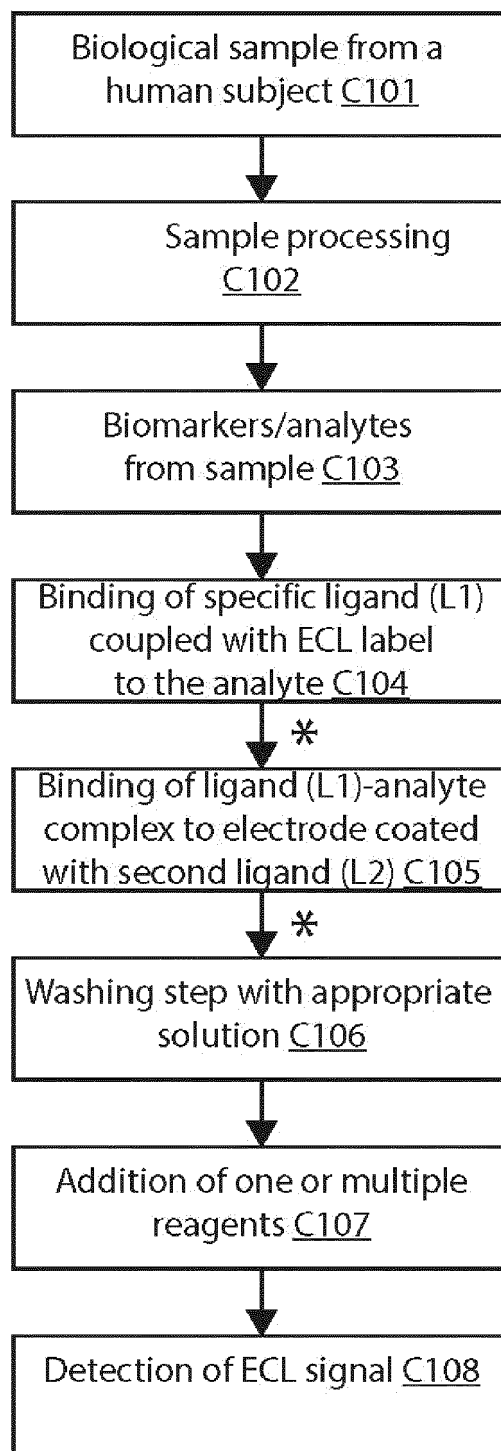 Biological sample from a
human subject C101
Sample processing
C102
Biomarkers/analytes
from sample C103
Binding of specific ligand (L1)
coupled with ECL label
to the analyte C104
*
Binding of ligand (L1)-analyte
complex to electrode coated
with second ligand (L2) C105
*
Washing step with appropriate
solution C106
Addition of one or multiple
reagents C107
Detection of ECL signal C108